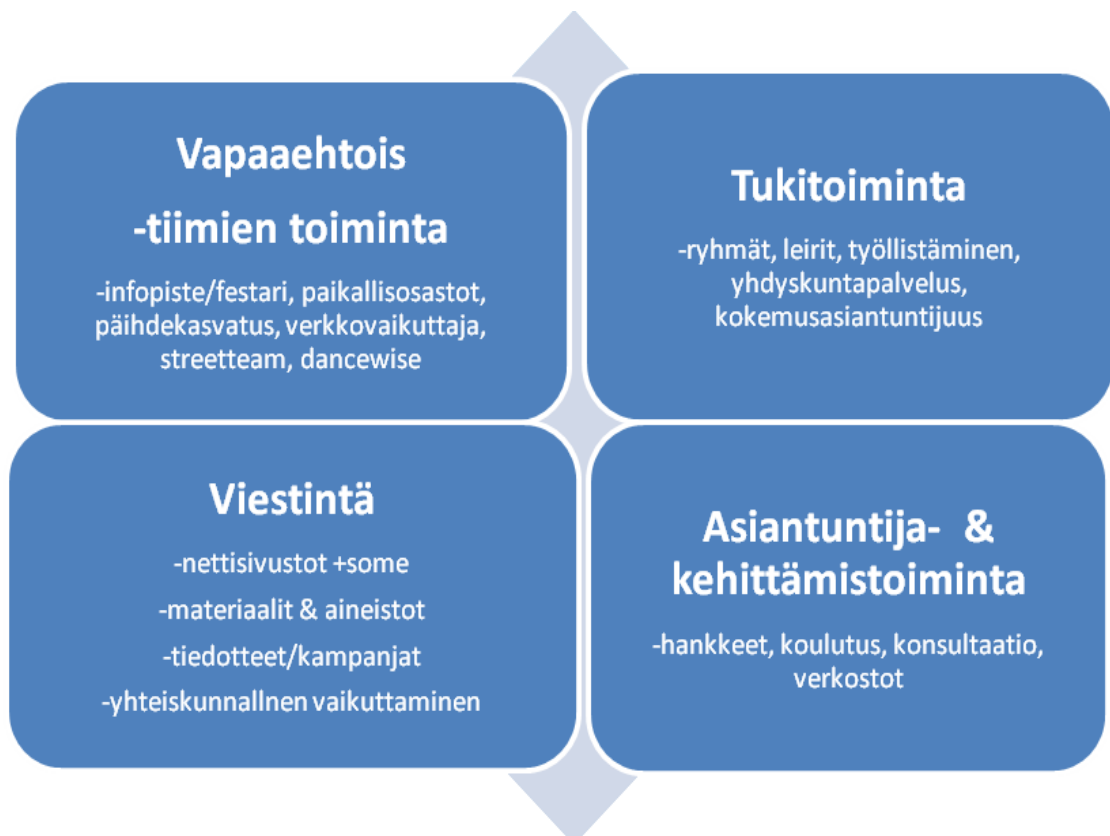 Vapaaehtois
-tiimien toiminta
-infopiste/festari, paikallisosastot,
päihdekasvatus, verkkovaikuttaja,
streetteam, dancewise
Tukitoiminta
-ryhmät, leirit, työllistäminen,
yhdyskuntapalvelus,
kokemusasiantuntijuus
Viestintä
-nettisivustot +some
-materiaalit & aineistot
-tiedotteet/kampanjat
-yhteiskunnallnen vaikuttaminen
Asiantuntija- &
kehittämistoiminta
-hankkeet, koulutus, konsultaatio,
verkostot